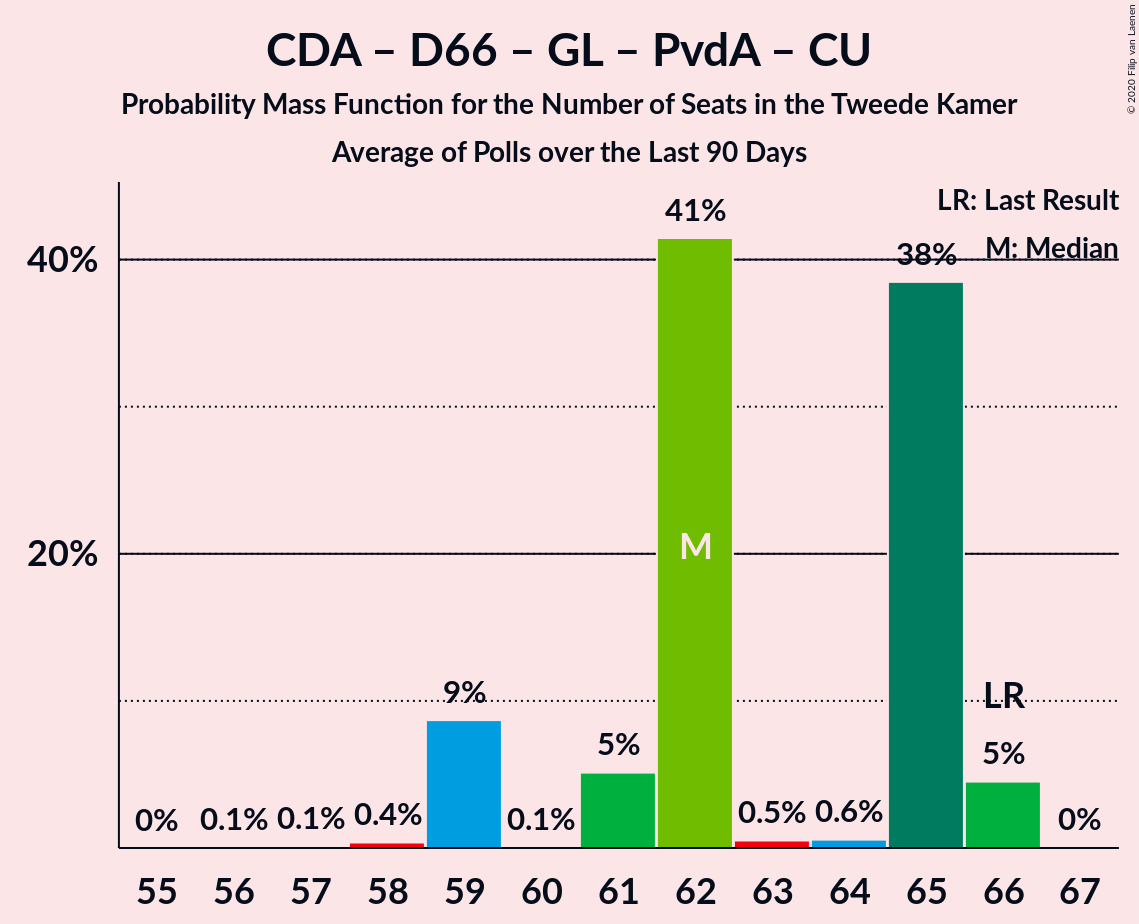 CDA – D66 – GL – PvdA – CU
Probability Mass Function for the Number of Seats in the Tweede Kamer
Average of Polls over the Last 90 Days
© 2020 Filip van Laenen
LR: Last Result
M: Median
40%
20%
0%
0.1%
0.1%
0.4%
9%
0.1%
5%
41%
0.5%
0.6%
38%
5%
0%
M
LR
55 56 57 58 59 60 61 62 63 64 65 66 67